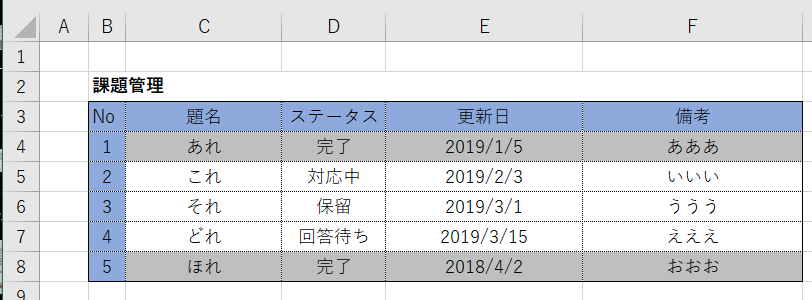 A B C D E F
1
2 課題管理
3 No 題名 ステータス 更新日 備考
4 1 あれ 完了 2019/1/5 あああ
5 2 これ 対応中 2019/2/3 いいい
6 3 それ 保留 2019/3/1 ううう
7 4 どれ 回答待ち 2019/3/15 えええ
8 5 ほれ 完了 2018/4/2 おおお
9